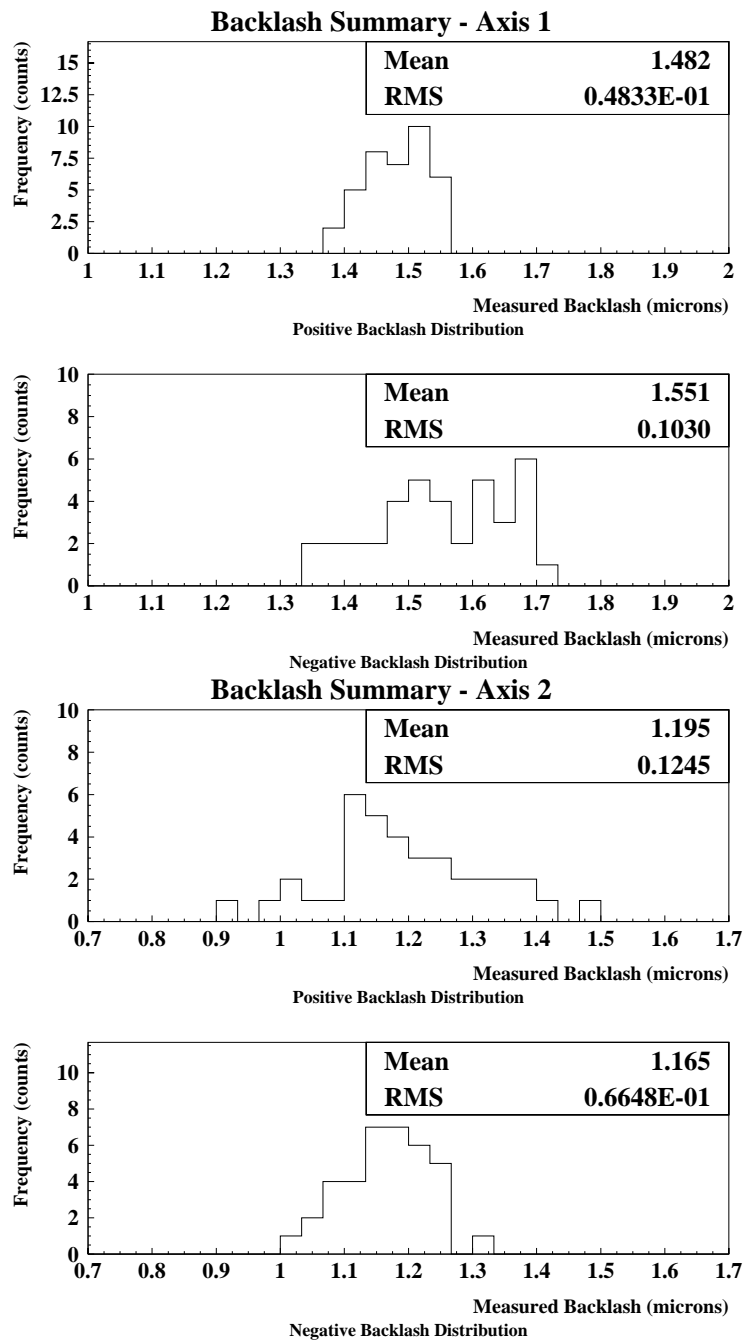 Backlash Summary - Axis 1
Mean 1.482
RMS 0.4833E-01
Frequency (counts)
15
12.5
10
7.5
5
2.5
0
1 1.1 1.2 1.3 1.4 1.5 1.6 1.7 1.8 1.9 2
Measured Backlash (microns)
Positive Backlash Distribution
Mean 1.551
RMS 0.1030
Frequency (counts)
10
8
6
4
2
0
1 1.1 1.2 1.3 1.4 1.5 1.6 1.7 1.8 1.9 2
Measured Backlash (microns)
Negative Backlash Distribution
Backlash Summary - Axis 2
Mean 1.195
RMS 0.1245
Frequency (counts)
10
8
6
4
2
0
0.7 0.8 0.9 1 1.1 1.2 1.3 1.4 1.5 1.6 1.7
Measured Backlash (microns)
Positive Backlash Distribution
Mean 1.165
RMS 0.6648E-01
Frequency (counts)
10
8
6
4
2
0
0.7 0.8 0.9 1 1.1 1.2 1.3 1.4 1.5 1.6 1.7
Measured Backlash (microns)
Negative Backlash Distribution